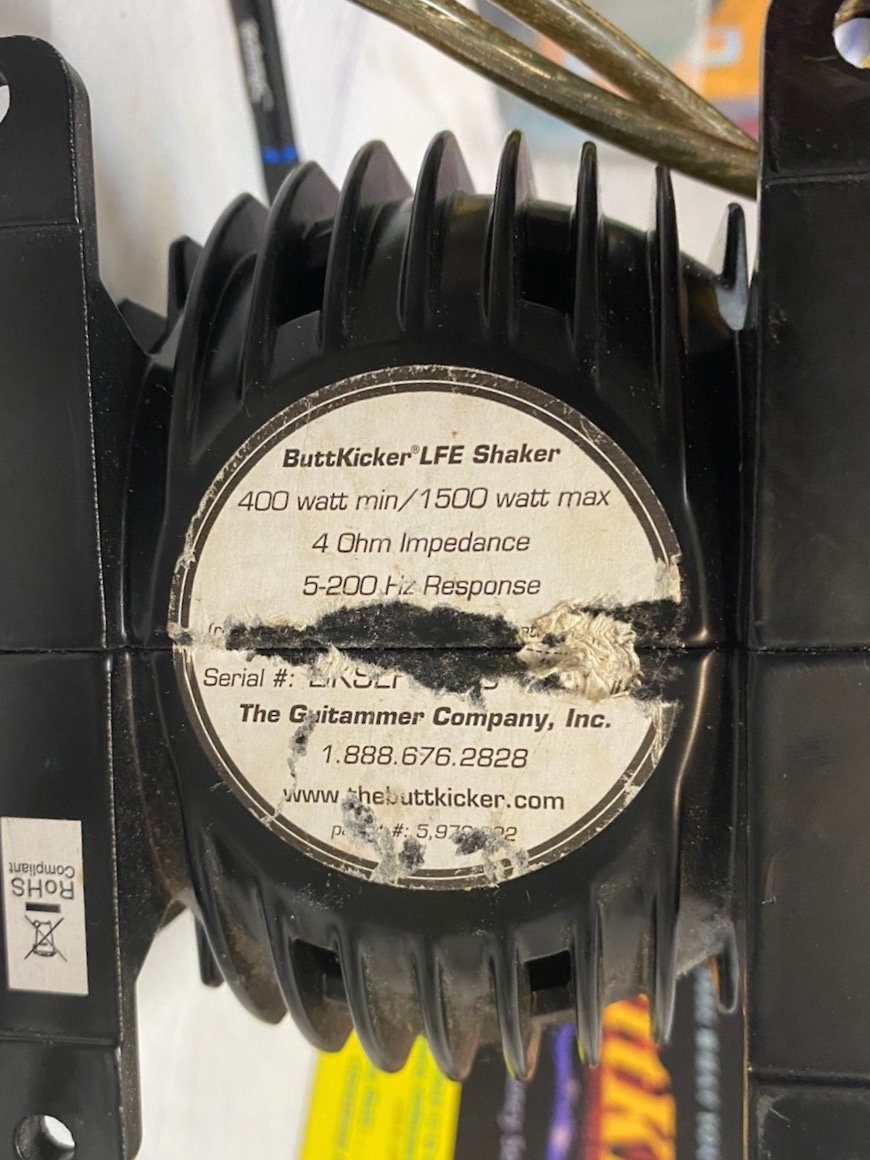 ButtKicker®LFE Shaker
400 watt min/1500 watt max
4 Ohm Impedance
5-200 Hz Response
Serial #:
The Guitammer Company, Inc.
1.888.676.2828
www.thebuttkicker.com
#:
RoHS
Compliant